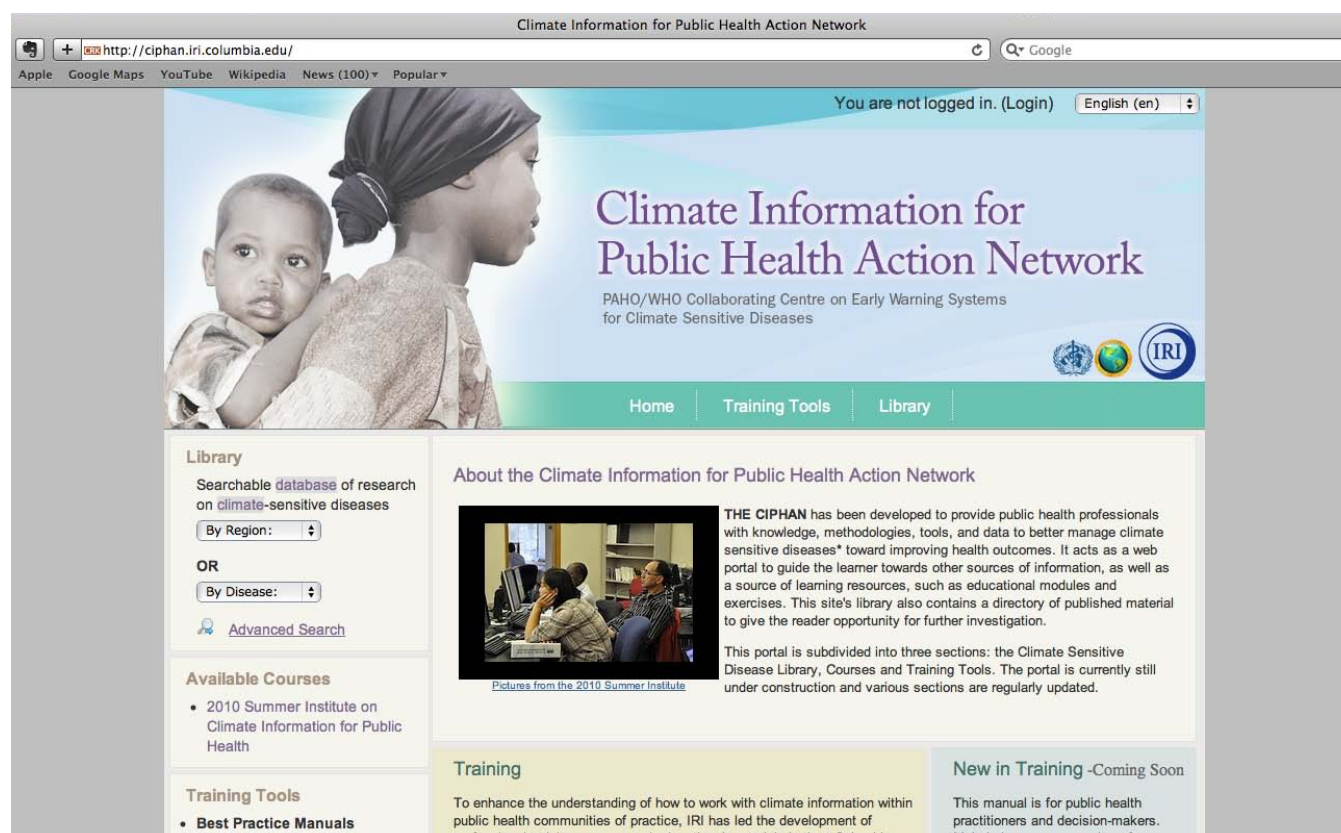 Climate Information for Public Health Action Network
http://ciphan.iri.columbia.edu/
Google
Apple Google Maps YouTube Wikipedia News (100) Popular
You are not logged in. (Login) English (en)
Climate Information for
Public Health Action Network
PAHO/WHO Collaborating Centre on Early Warning Systems
for Climate Sensitive Diseases
IRI
Home Training Tools Library
Library
Searchable database of research
on climate-sensitive diseases
By Region:
OR
By Disease:
Advanced Search
Available Courses
• 2010 Summer Institute on
Climate Information for Public
Health
Training Tools
• Best Practice Manuals
About the Climate Information for Public Health Action Network
Pictures from the 2010 Summer Institute
THE CIPHAN has been developed to provide public health professionals
with knowledge, methodologies, tools, and data to better manage climate
sensitive diseases* toward improving health outcomes. It acts as a web
portal to guide the learner towards other sources of information, as well as
a source of learning resources, such as educational modules and
exercises. This site's library also contains a directory of published material
to give the reader opportunity for further investigation.
This portal is subdivided into three sections: the Climate Sensitive
Disease Library, Courses and Training Tools. The portal is currently still
under construction and various sections are regularly updated.
Training
To enhance the understanding of how to work with climate information within
public health communities of practice, IRI has led the development of
New in Training -Coming Soon
This manual is for public health
practitioners and decision-makers.